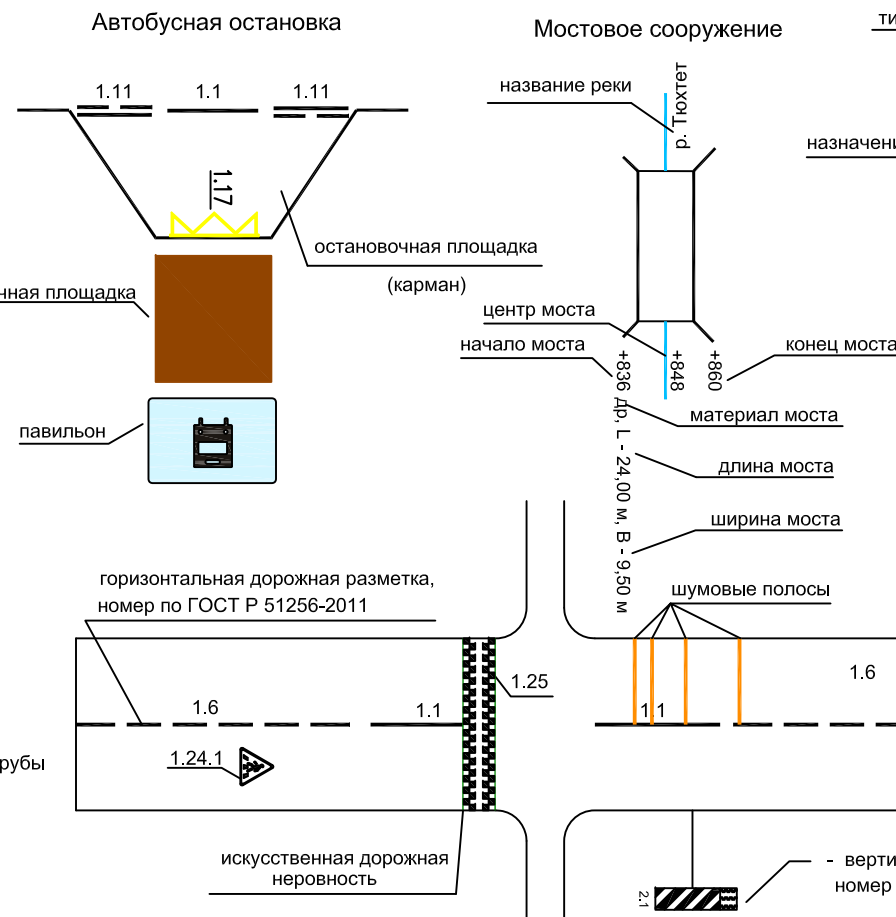 Автобусная остановка
Мостовое сооружение
ти
1.11
1.1
1.11
1.17
остановочная площадка
(карман)
чная площадка
павильон
название реки
р. Тюхтет
назначени
центр моста
начало моста
конец моста
+836
+848
+860
др, L - 24,00 м, B - 9,50 м
материал моста
длина моста
ширина моста
горизонтальная дорожная разметка,
номер по ГОСТ Р 51256-2011
шумовые полосы
1.6
1.1
1.25
1.1
1.6
1.24.1
рубы
искусственная дорожная
неровность
2.1
- верти
номер